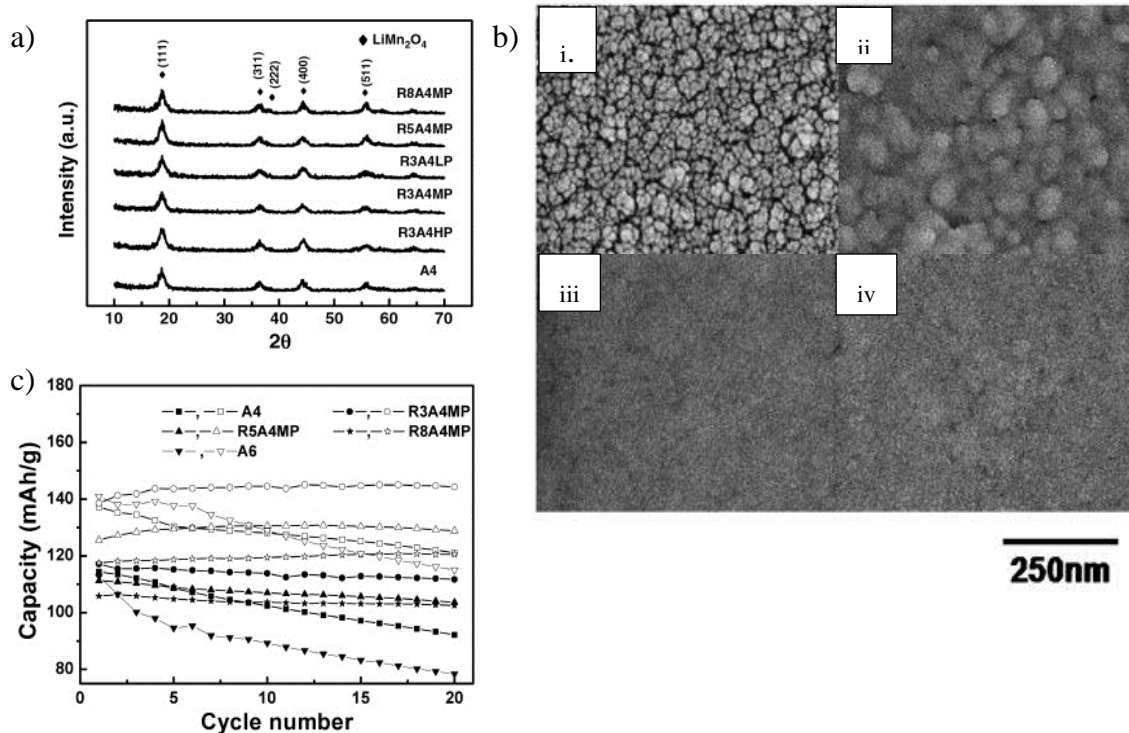 a)
♦ LiMn₂O₄
(111)
(311)
(222)
(400)
(511)
R8A4MP
R5A4MP
R3A4LP
R3A4MP
R3A4HP
A4
Intensity (a.u.)
10 20 30 40 50 60 70
2θ
b)
i.
ii
iii
iv
250nm
c)
180
160
140
120
100
80
A4
R3A4MP
R5A4MP
R8A4MP
A6
Capacity (mAh/g)
0 5 10 15 20
Cycle number